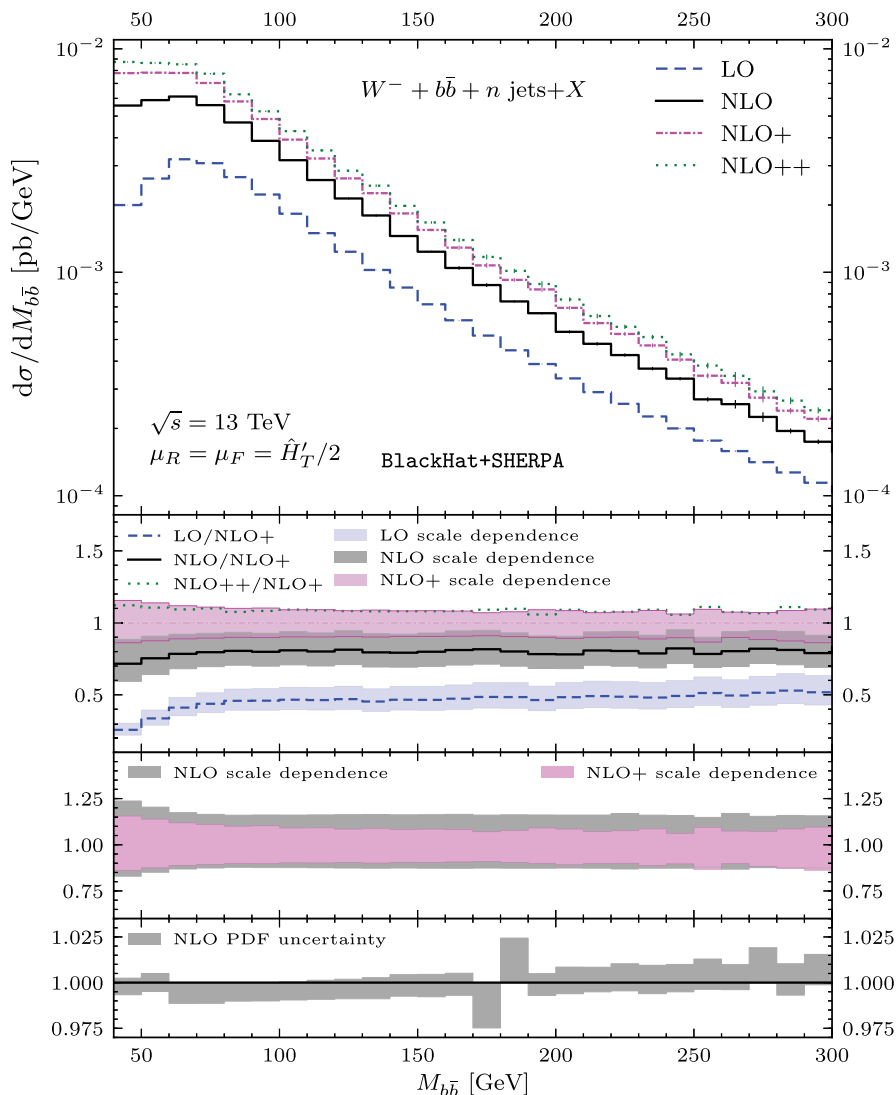 50 100 150 200 250 300
10⁻² 10⁻²
W⁻ + bb̄ + n jets+X
LO
NLO
NLO+
NLO++
dσ/dM_{bb̄} [pb/GeV]
10⁻³ 10⁻³
√s = 13 TeV
μ_R = μ_F = Ĥ′_T/2
BlackHat+SHERPA
10⁻⁴ 10⁻⁴
LO/NLO+ LO scale dependence
NLO/NLO+ NLO scale dependence
NLO++/NLO+ NLO+ scale dependence
1.5 1.5
1 1
0.5 0.5
NLO scale dependence NLO+ scale dependence
1.25 1.25
1.00 1.00
0.75 0.75
NLO PDF uncertainty
1.025 1.025
1.000 1.000
0.975 0.975
50 100 150 200 250 300
M_{bb̄} [GeV]